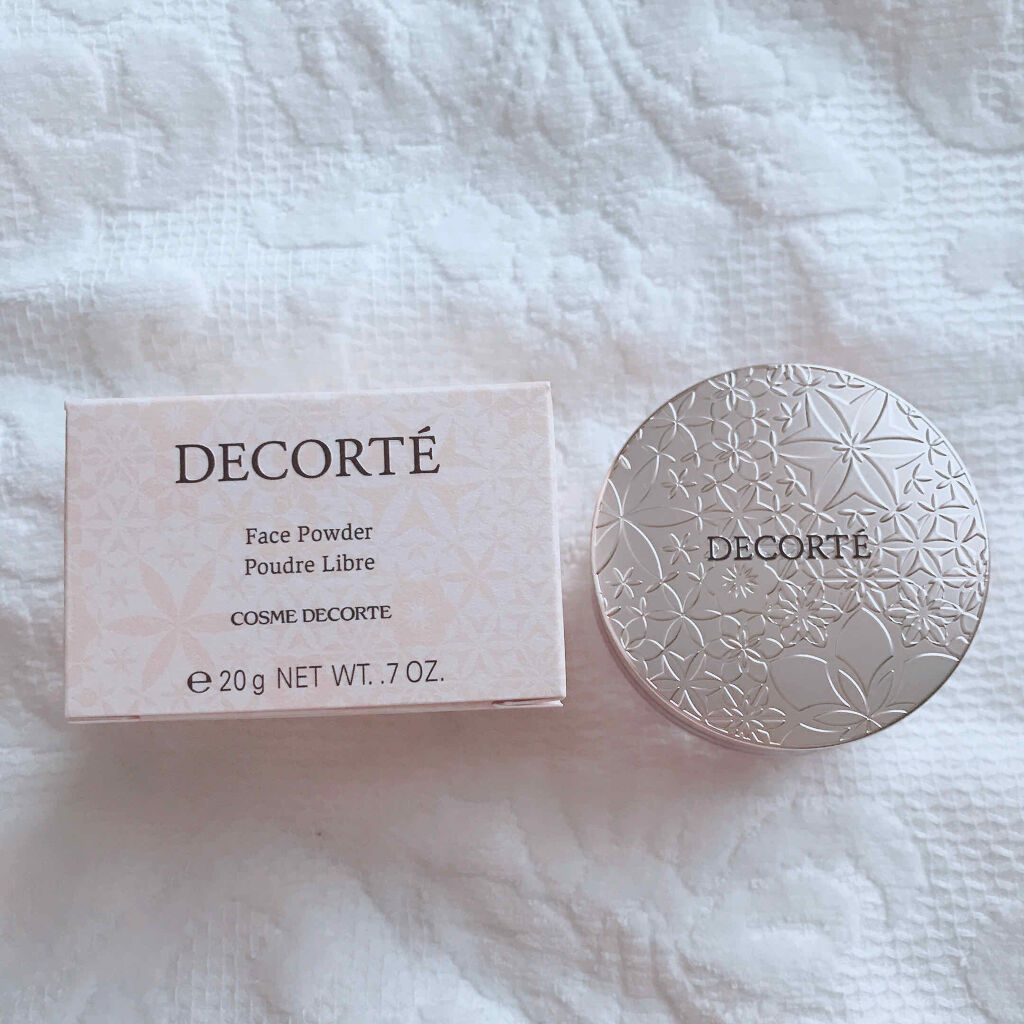 DECORTÉ
Face Powder
Poudre Libre
COSME DECORTE
℮ 20 g NET WT. .7 OZ.
DECORTÉ